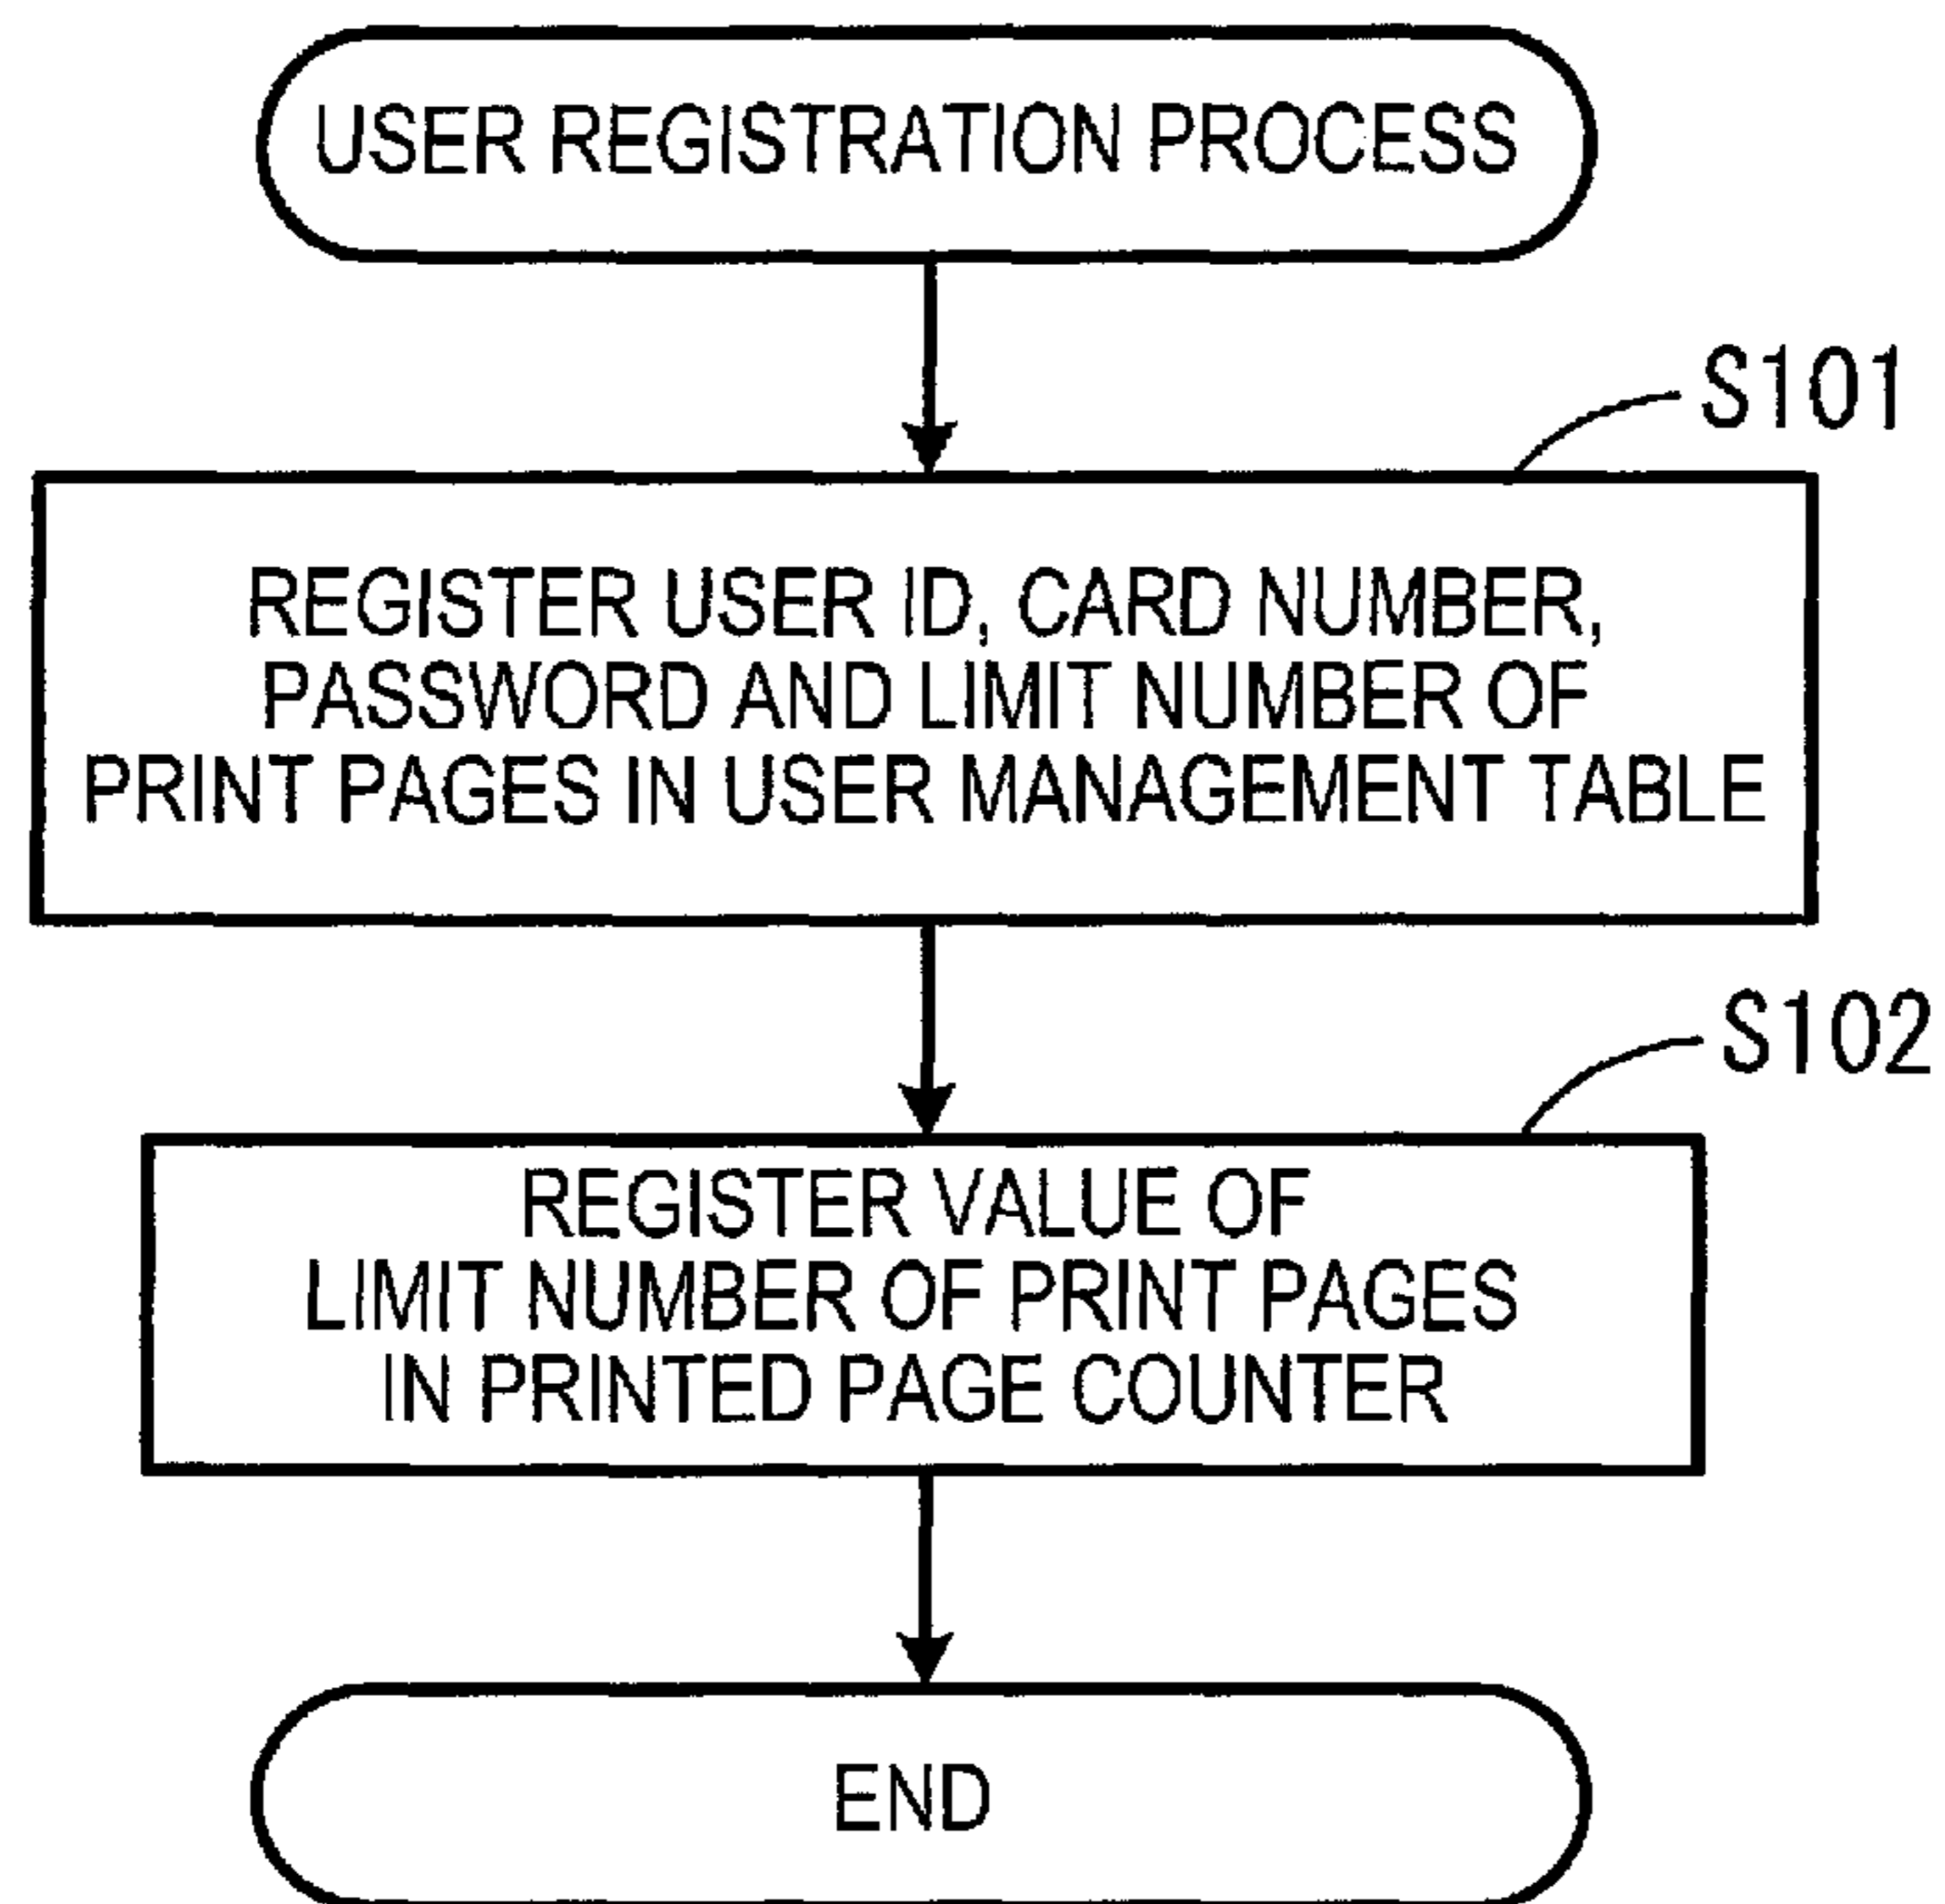 USER REGISTRATION PROCESS
S101
REGISTER USER ID, CARD NUMBER,
PASSWORD AND LIMIT NUMBER OF
PRINT PAGES IN USER MANAGEMENT TABLE
S102
REGISTER VALUE OF
LIMIT NUMBER OF PRINT PAGES
IN PRINTED PAGE COUNTER
END